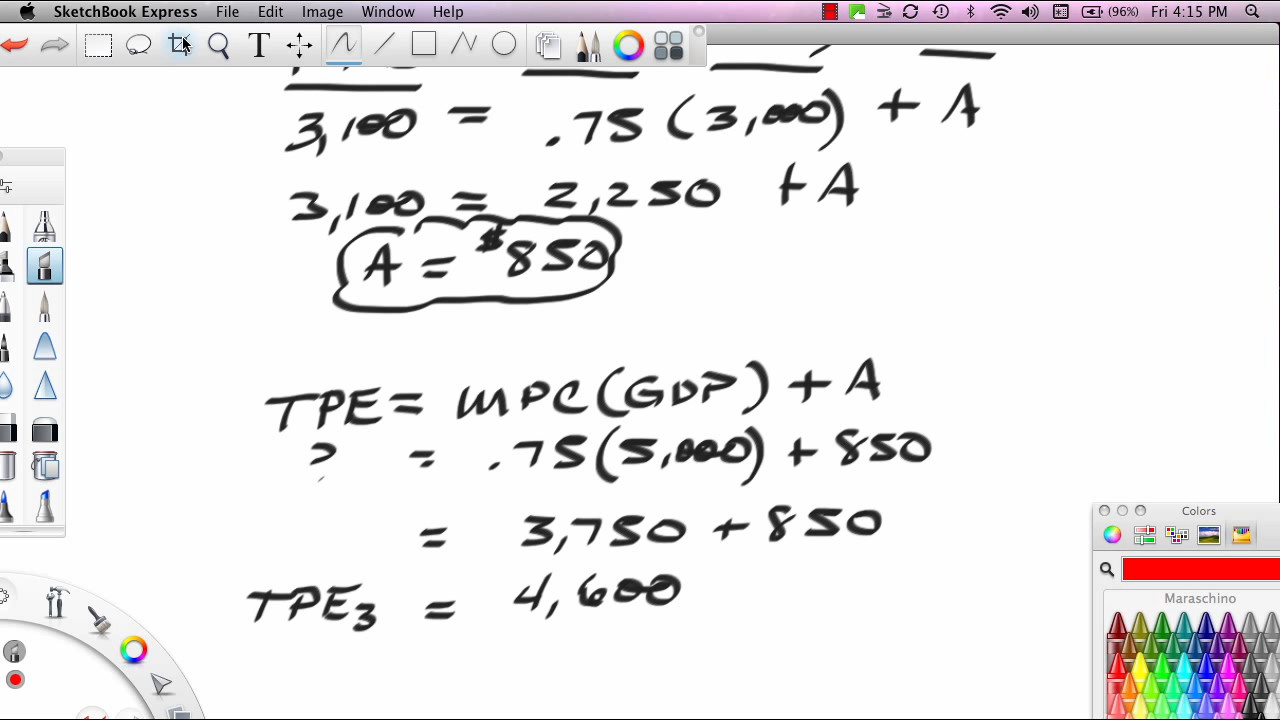 SketchBook Express File Edit Image Window Help (96%) Fri 4:15 PM
T
3,100 = .75 (3,000) + A
3,100 = 2,250 + A
A = $850
TPE = MPC(GDP) + A
? = .75(5,000) + 850
= 3,750 + 850
TPE3 = 4,600
Colors
Maraschino